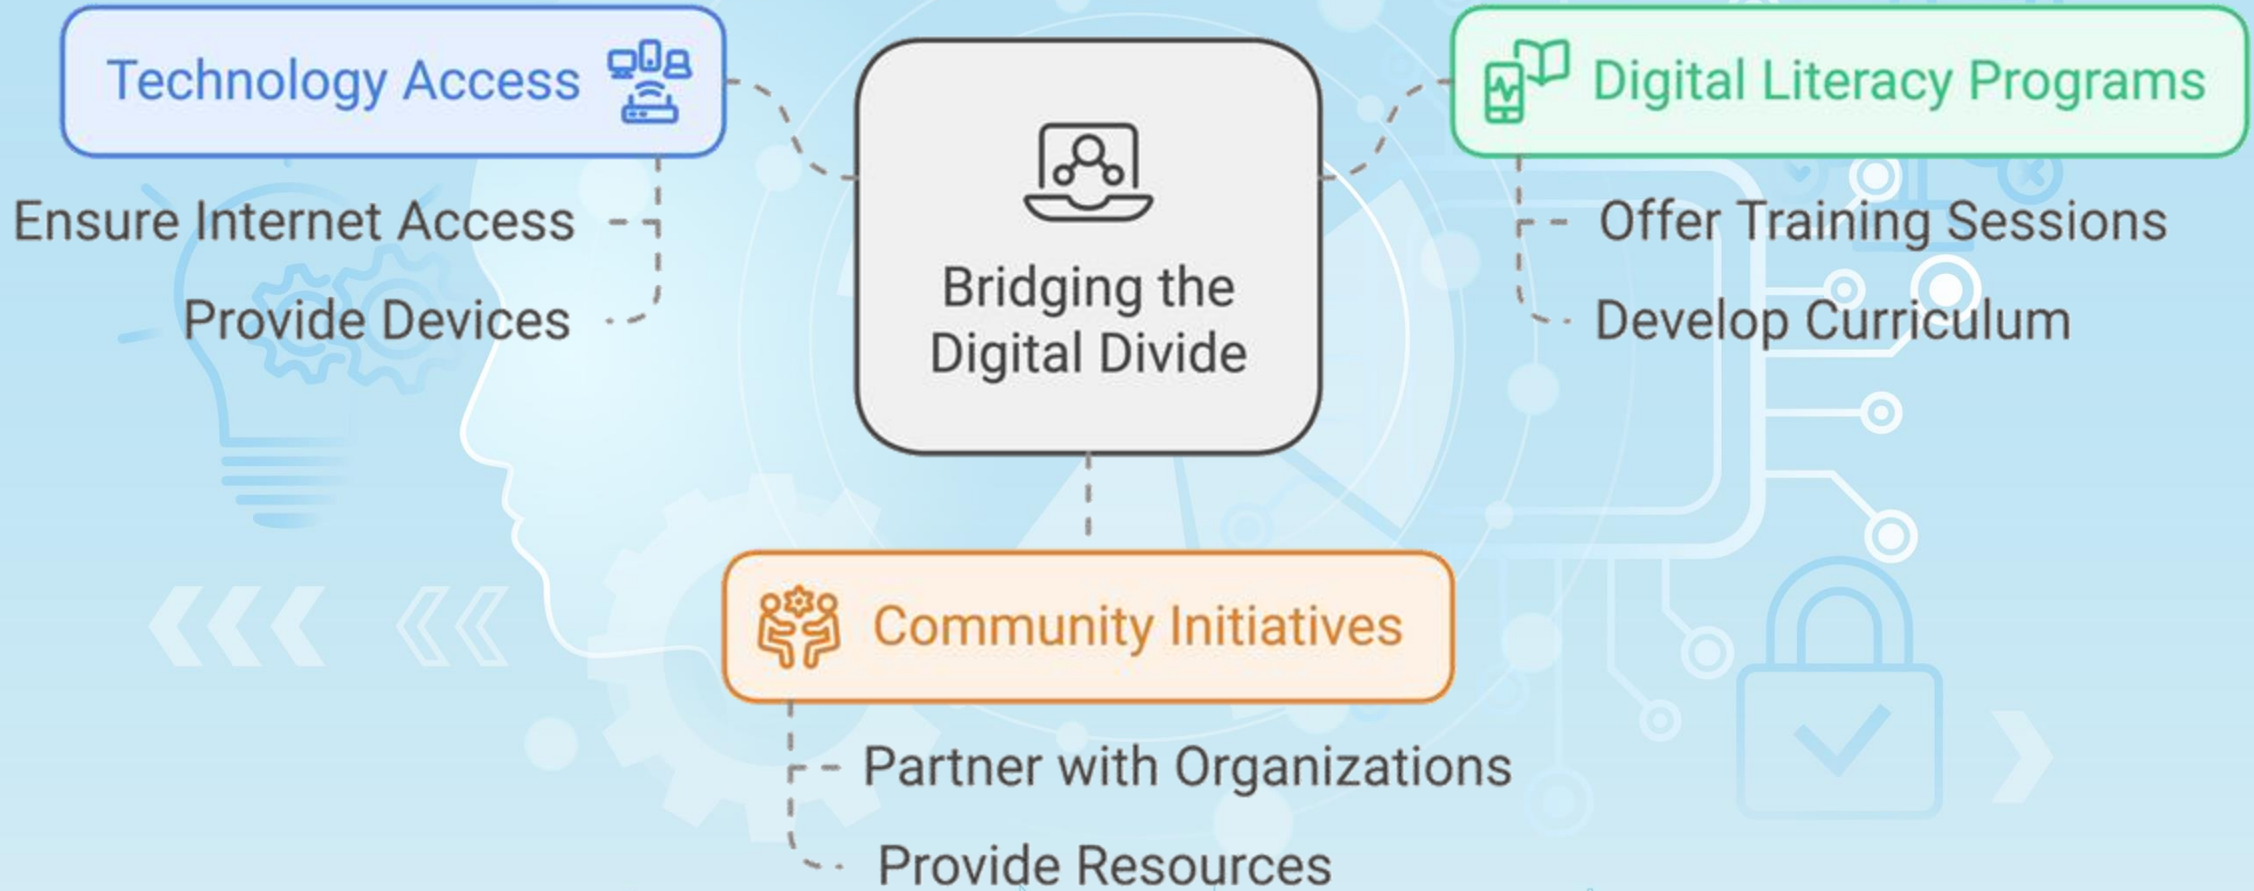 Technology Access
Ensure Internet Access
Provide Devices
Bridging the
Digital Divide
Digital Literacy Programs
Offer Training Sessions
Develop Curriculum
Community Initiatives
Partner with Organizations
Provide Resources